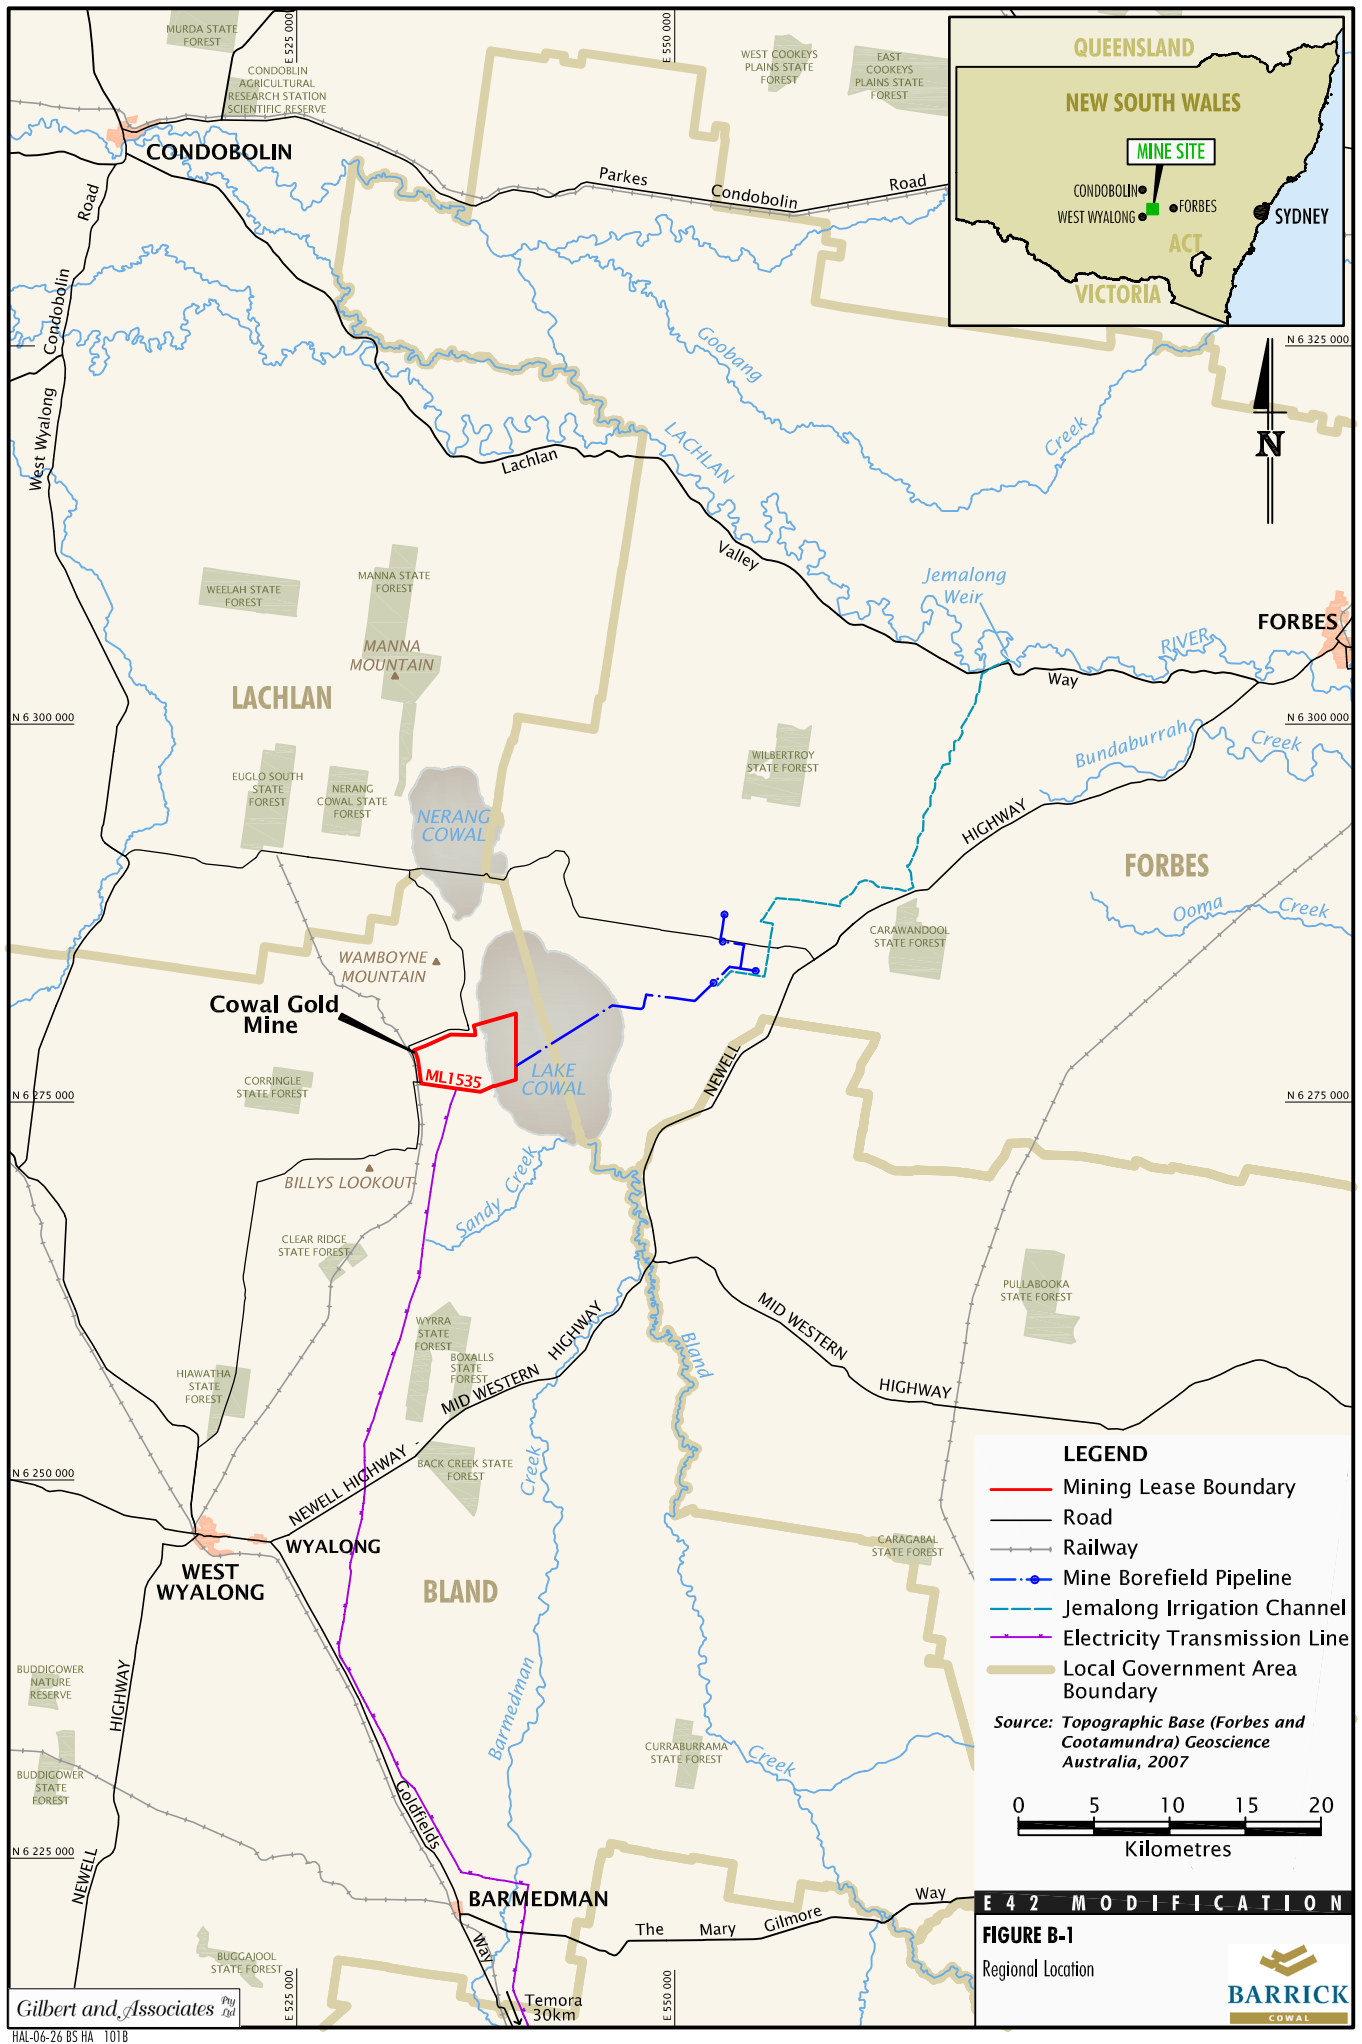 E 525 000
E 550 000
MURDA STATE
FOREST
CONDOBLIN
AGRICULTURAL
RESEARCH STATION
SCIENTIFIC RESERVE
WEST COOKEYS
PLAINS STATE
FOREST
EAST
COOKEYS
PLAINS STATE
FOREST
QUEENSLAND
NEW SOUTH WALES
MINE SITE
CONDOBOLIN
FORBES
WEST WYALONG
SYDNEY
ACT
VICTORIA
CONDOBOLIN
Parkes
Condobolin
Road
Road
Condobolin
West Wyalong
N 6 325 000
Goobang
Creek
N
LACHLAN
Lachlan
Valley
Jemalong
Weir
RIVER
Way
FORBES
WEELAH STATE
FOREST
MANNA STATE
FOREST
MANNA
MOUNTAIN
LACHLAN
N 6 300 000
N 6 300 000
Bundaburrah
Creek
EUGLO SOUTH
STATE
FOREST
NERANG
COWAL STATE
FOREST
WILBERTROY
STATE FOREST
NERANG
COWAL
HIGHWAY
FORBES
Ooma
Creek
CARAWANDOOL
STATE FOREST
WAMBOYNE
MOUNTAIN
Cowal Gold
Mine
ML1535
LAKE
COWAL
NEWELL
CORRINGLE
STATE FOREST
N 6 275 000
N 6 275 000
BILLYS LOOKOUT
Sandy Creek
CLEAR RIDGE
STATE FOREST
PULLABOOKA
STATE FOREST
WYRRA
STATE
FOREST
BOXALLS
STATE
FOREST
HIGHWAY
MID WESTERN
Bland
MID WESTERN
HIGHWAY
HIAWATHA
STATE
FOREST
BACK CREEK STATE
FOREST
NEWELL HIGHWAY
Creek
N 6 250 000
WYALONG
WEST
WYALONG
BLAND
CARAGABAL
STATE FOREST
LEGEND
Mining Lease Boundary
Road
Railway
Mine Borefield Pipeline
Jemalong Irrigation Channel
Electricity Transmission Line
Local Government Area
Boundary
Source: Topographic Base (Forbes and
Cootamundra) Geoscience
Australia, 2007
0 5 10 15 20
Kilometres
BUDDIGOWER
NATURE
RESERVE
HIGHWAY
BUDDIGOWER
STATE
FOREST
Barmedman
CURRABURRAMA
STATE FOREST
Creek
Goldfields
N 6 225 000
NEWELL
BARMEDMAN
The Mary Gilmore Way
Way
BUGGAJOOL
STATE FOREST
E 525 000
E 550 000
Temora
30km
E42 MODIFICATION
FIGURE B-1
Regional Location
BARRICK
COWAL
Gilbert and Associates Pty Ltd
HAL-06-26 BS HA 101B